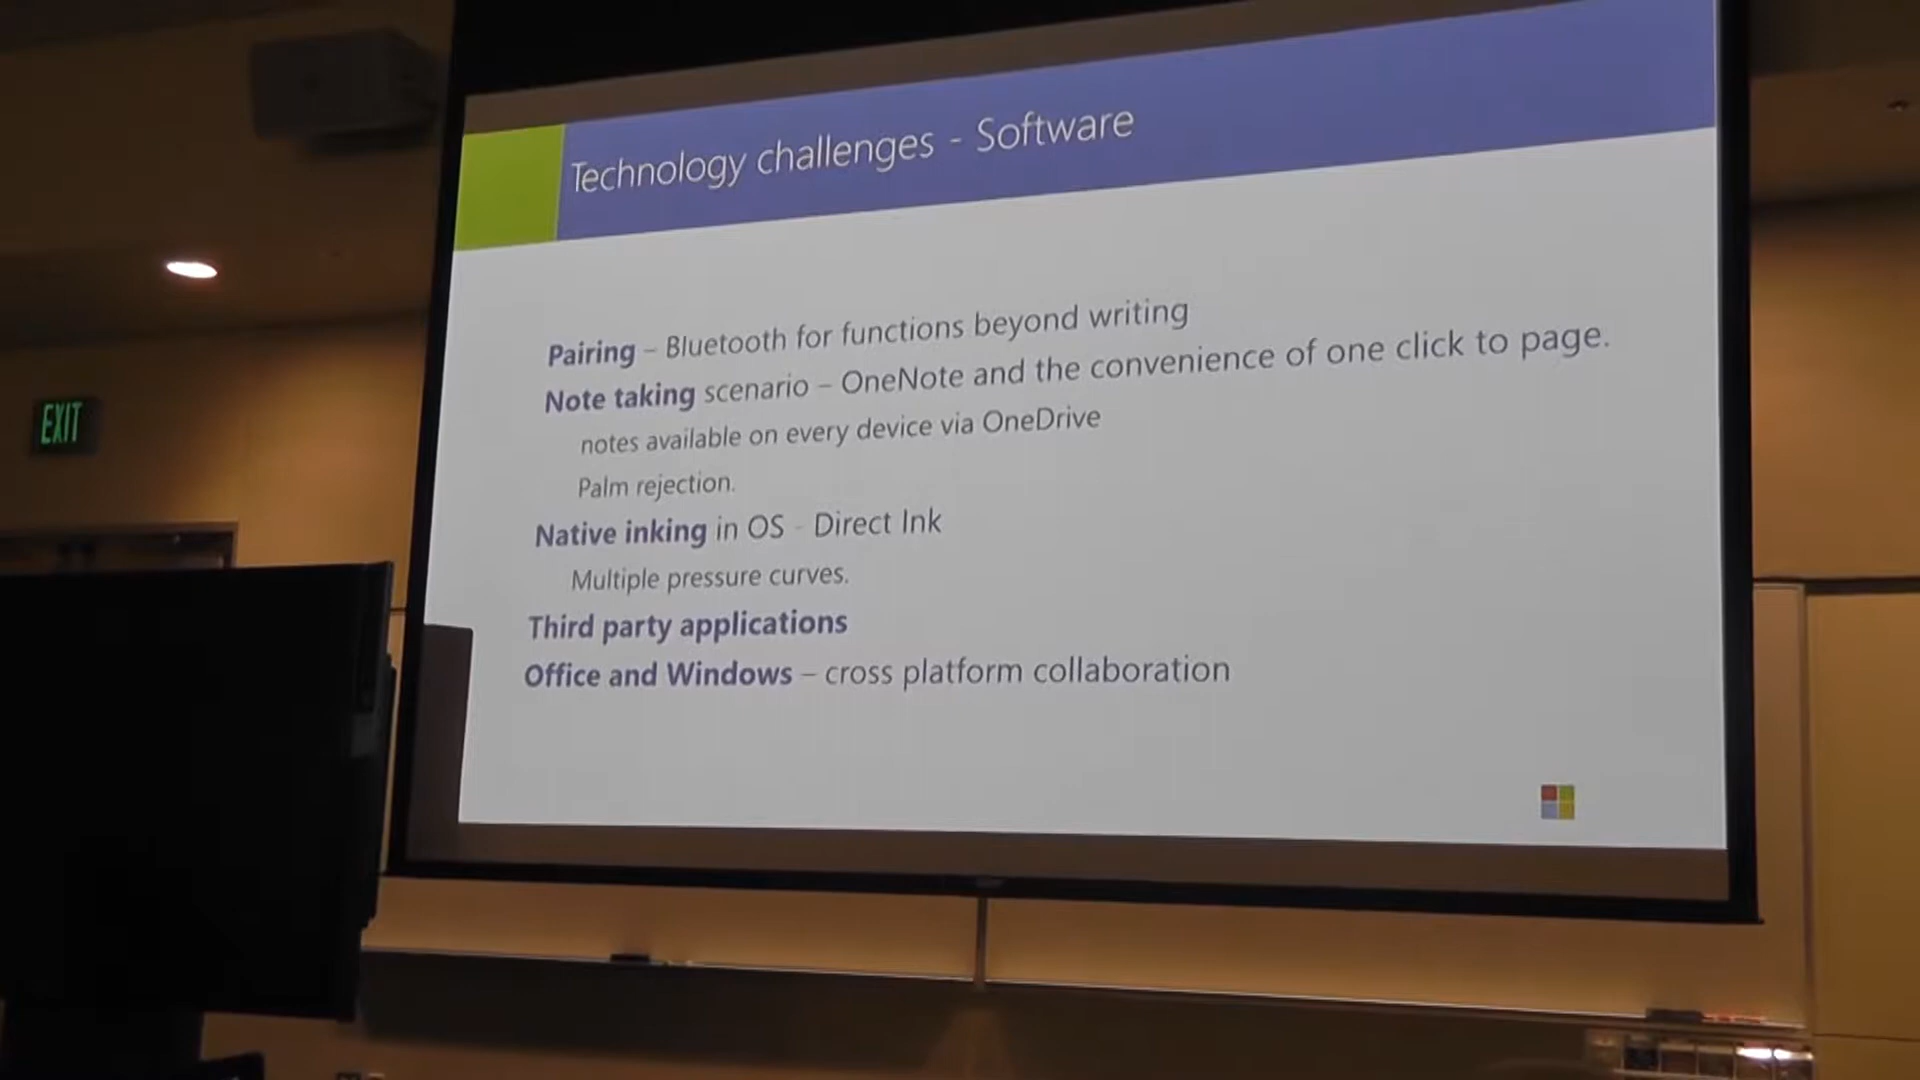 Technology challenges - Software
Pairing – Bluetooth for functions beyond writing
Note taking scenario – OneNote and the convenience of one click to page.
notes available on every device via OneDrive
Palm rejection.
Native inking in OS - Direct Ink
Multiple pressure curves.
Third party applications
Office and Windows – cross platform collaboration
EXIT